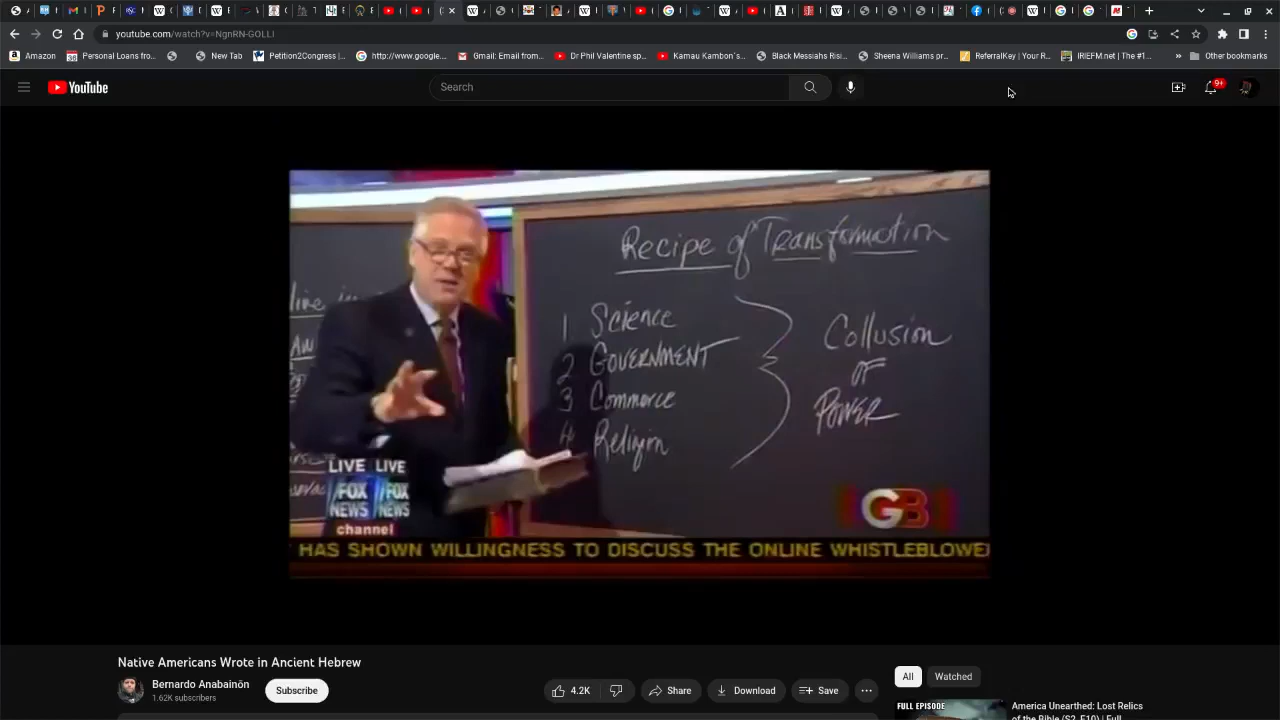 youtube.com/watch?v=NgnRN-GOLLI
Amazon
Personal Loans from...
New Tab
Petition2Congress |...
http://www.google...
Gmail: Email from...
Dr Phil Valentine sp...
Kamau Kambon`s...
Black Messiahs Risi...
Sheena Williams pr...
ReferralKey | Your R...
IRIEFM.net | The #1...
Other bookmarks
YouTube
Search
9+
Recipe of Transformation
1 Science
2 GOVERNMENT
3 Commerce
4 Religion
Collusion
OF
POWER
LIVE LIVE
FOX FOX
NEWS NEWS
channel
GB
HAS SHOWN WILLINGNESS TO DISCUSS THE ONLINE WHISTLEBLOWE
Native Americans Wrote in Ancient Hebrew
Bernardo Anabainōn
1.62K subscribers
Subscribe
4.2K
Share
Download
Save
All
Watched
FULL EPISODE
America Unearthed: Lost Relics
of the Bible (S2, E10) | Full